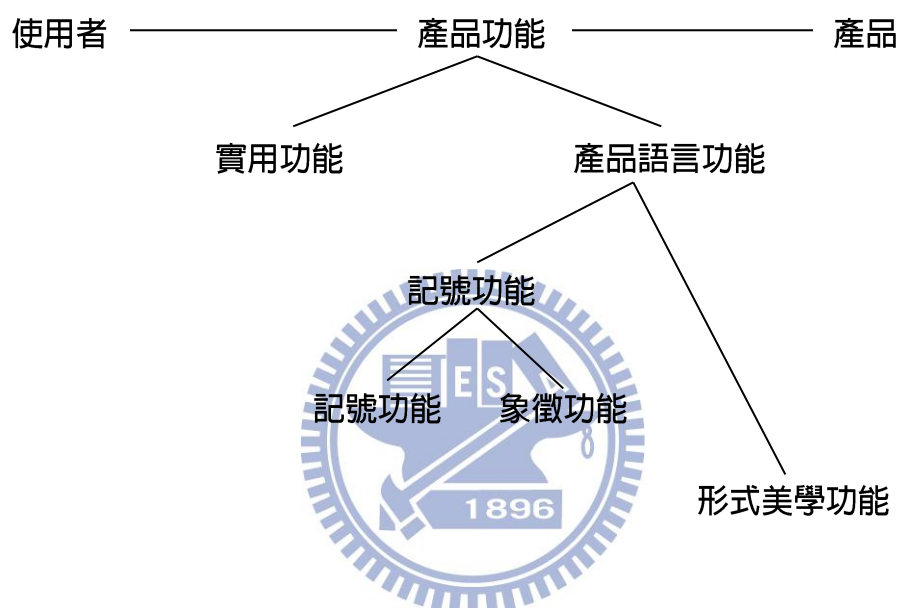 使用者 產品功能 產品
實用功能 產品語言功能
記號功能
ES
記號功能 象徵功能
1896
形式美學功能